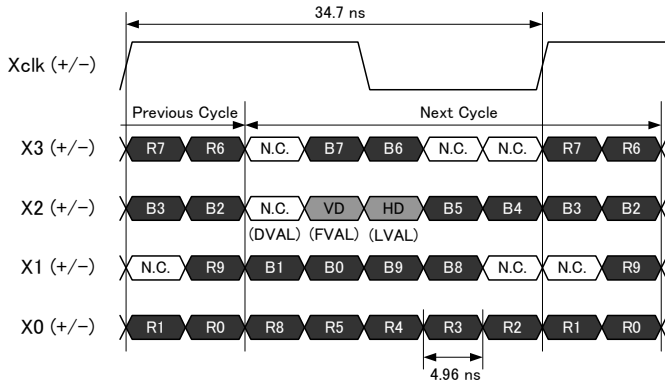 34.7 ns
Xclk (+/−)
Previous Cycle Next Cycle
X3 (+/−) R7 R6 N.C. B7 B6 N.C. N.C. R7 R6
X2 (+/−) B3 B2 N.C. VD HD B5 B4 B3 B2
(DVAL) (FVAL) (LVAL)
X1 (+/−) N.C. R9 B1 B0 B9 B8 N.C. N.C. R9
X0 (+/−) R1 R0 R8 R5 R4 R3 R2 R1 R0
4.96 ns